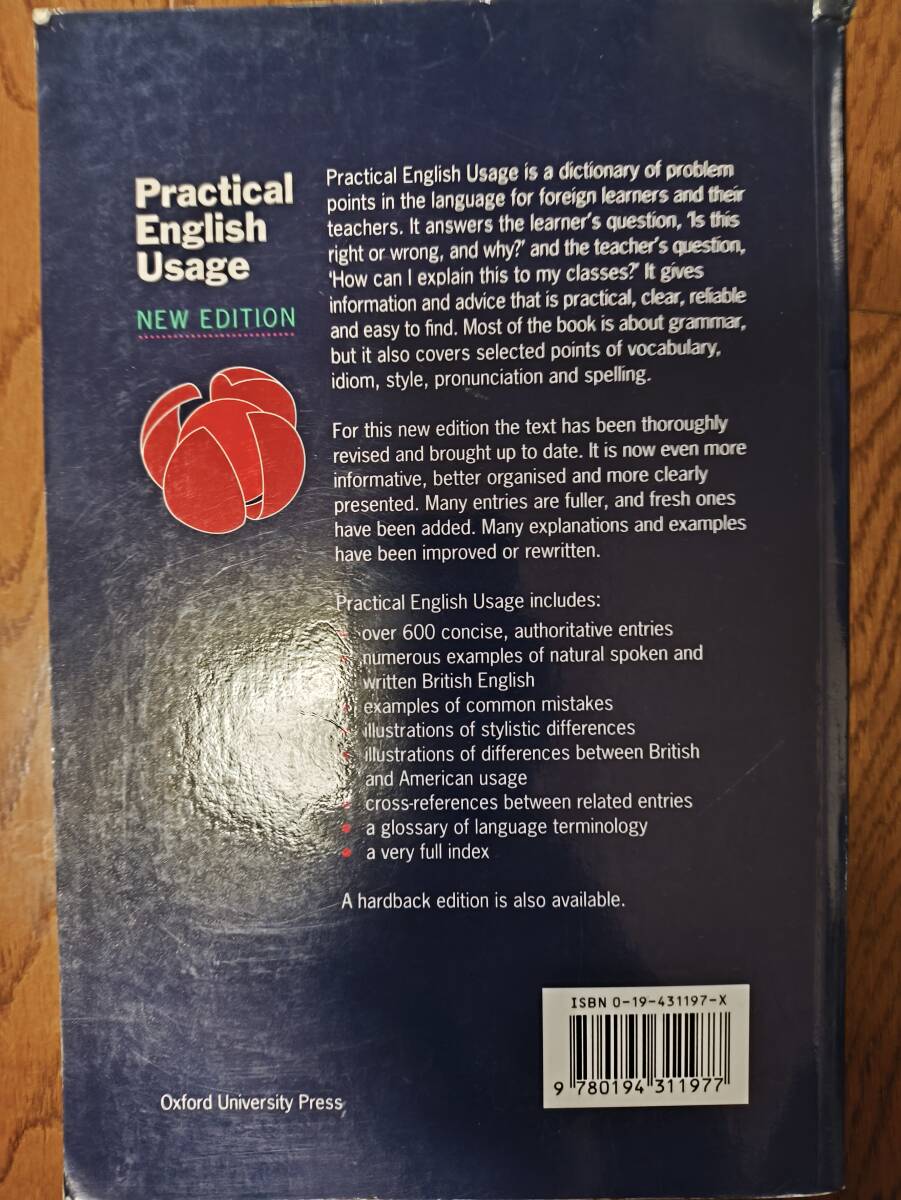 Practical
English
Usage
NEW EDITION
Practical English Usage is a dictionary of problem
points in the language for foreign learners and their
teachers. It answers the learner's question, 'Is this
right or wrong, and why?' and the teacher's question,
'How can I explain this to my classes?' It gives
information and advice that is practical, clear, reliable
and easy to find. Most of the book is about grammar,
but it also covers selected points of vocabulary,
idiom, style, pronunciation and spelling.
For this new edition the text has been thoroughly
revised and brought up to date. It is now even more
informative, better organised and more clearly
presented. Many entries are fuller, and fresh ones
have been added. Many explanations and examples
have been improved or rewritten.
Practical English Usage includes:
over 600 concise, authoritative entries
numerous examples of natural spoken and
written British English
examples of common mistakes
illustrations of stylistic differences
illustrations of differences between British
and American usage
cross-references between related entries
• a glossary of language terminology
• a very full index
A hardback edition is also available.
ISBN 0-19-431197-X
9 780194 311977
Oxford University Press